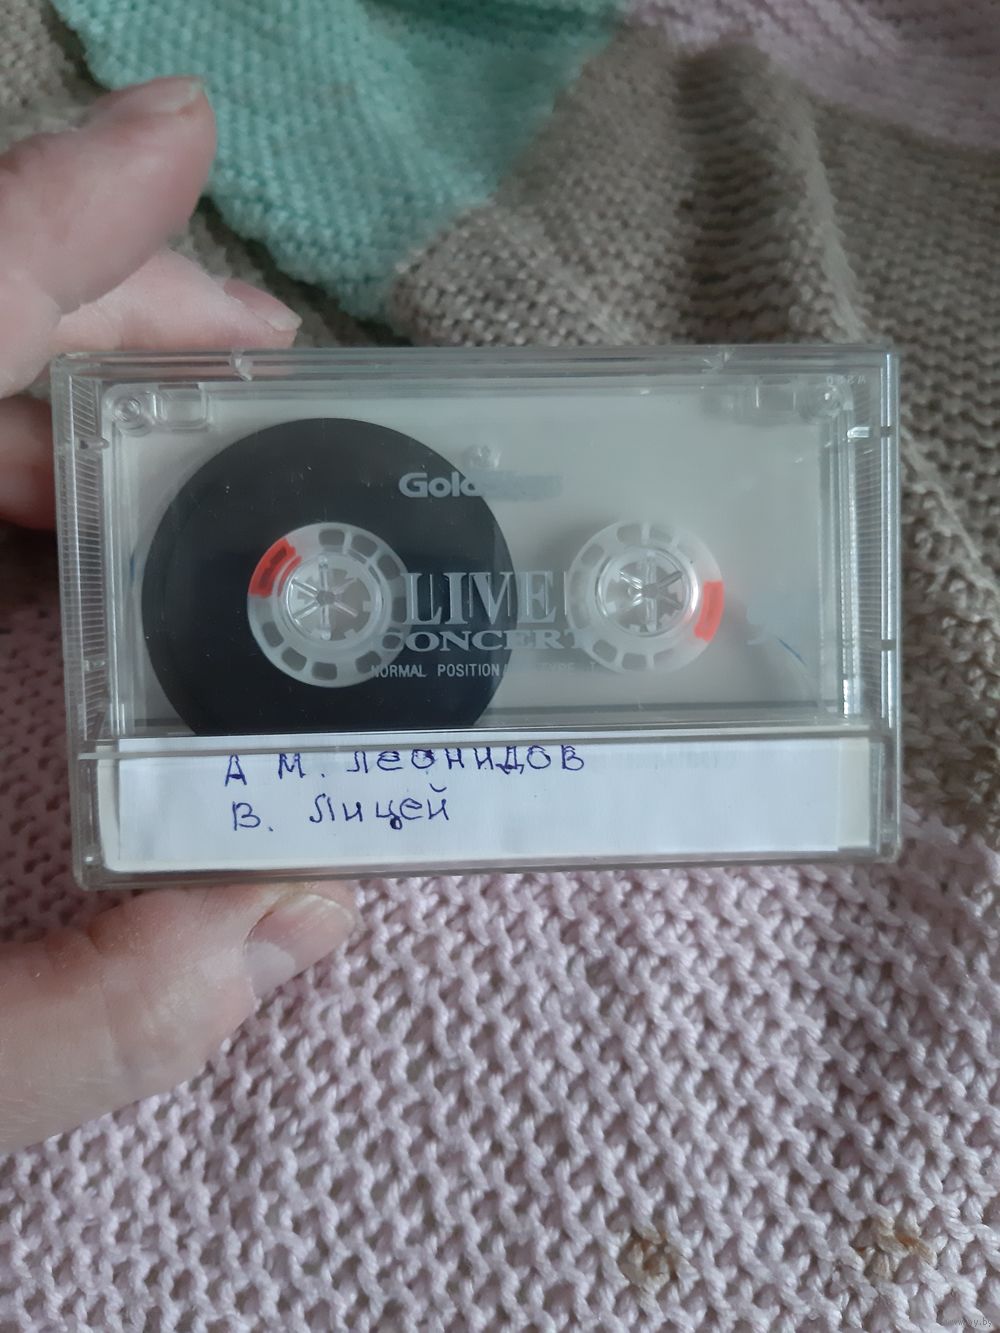 Gold
LIVE
CONCERT
NORMAL POSITION
А М. Леонидов
В. Лицей